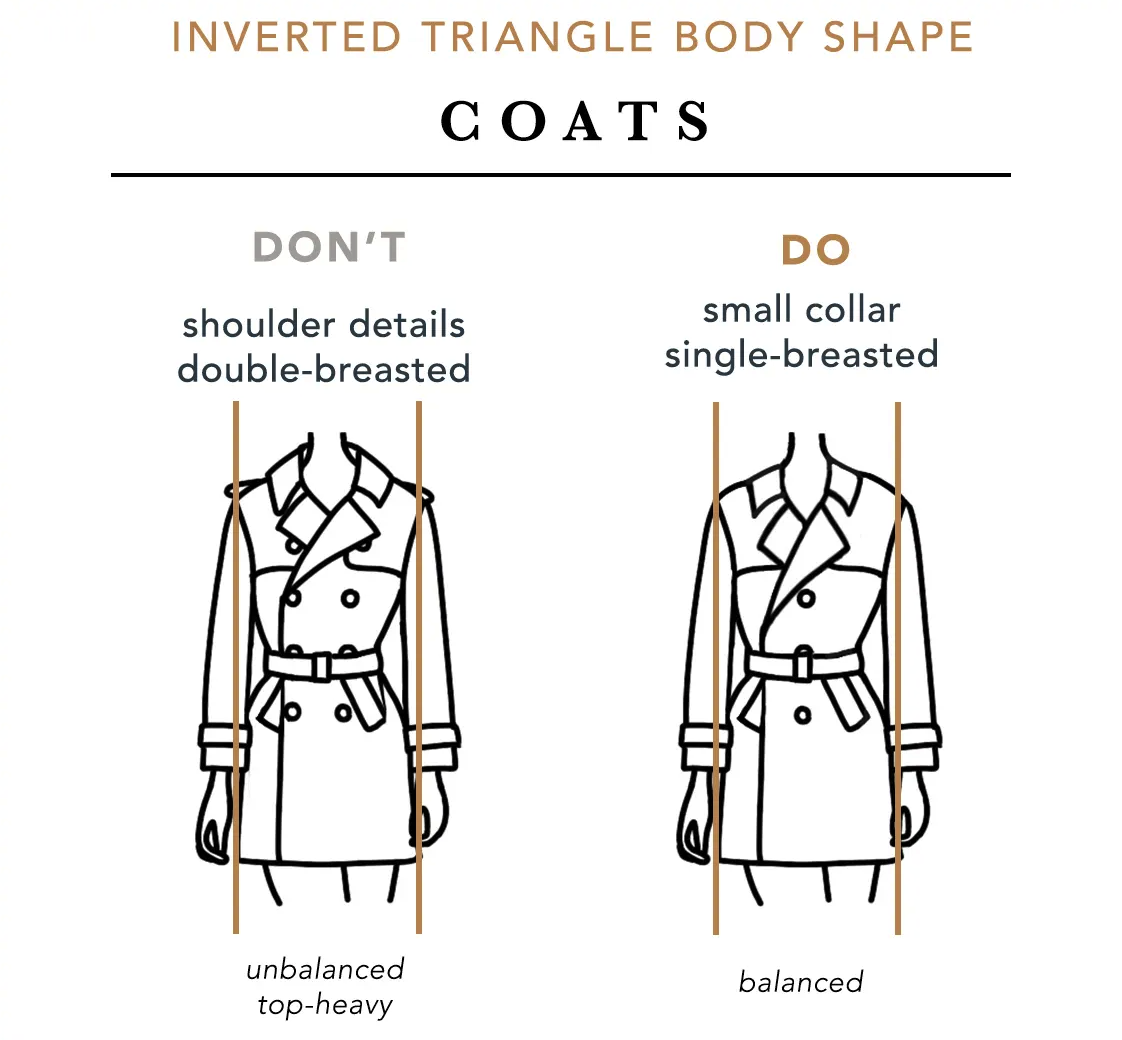 INVERTED TRIANGLE BODY SHAPE
COATS
DON'T
shoulder details
double-breasted
unbalanced
top-heavy
DO
small collar
single-breasted
balanced